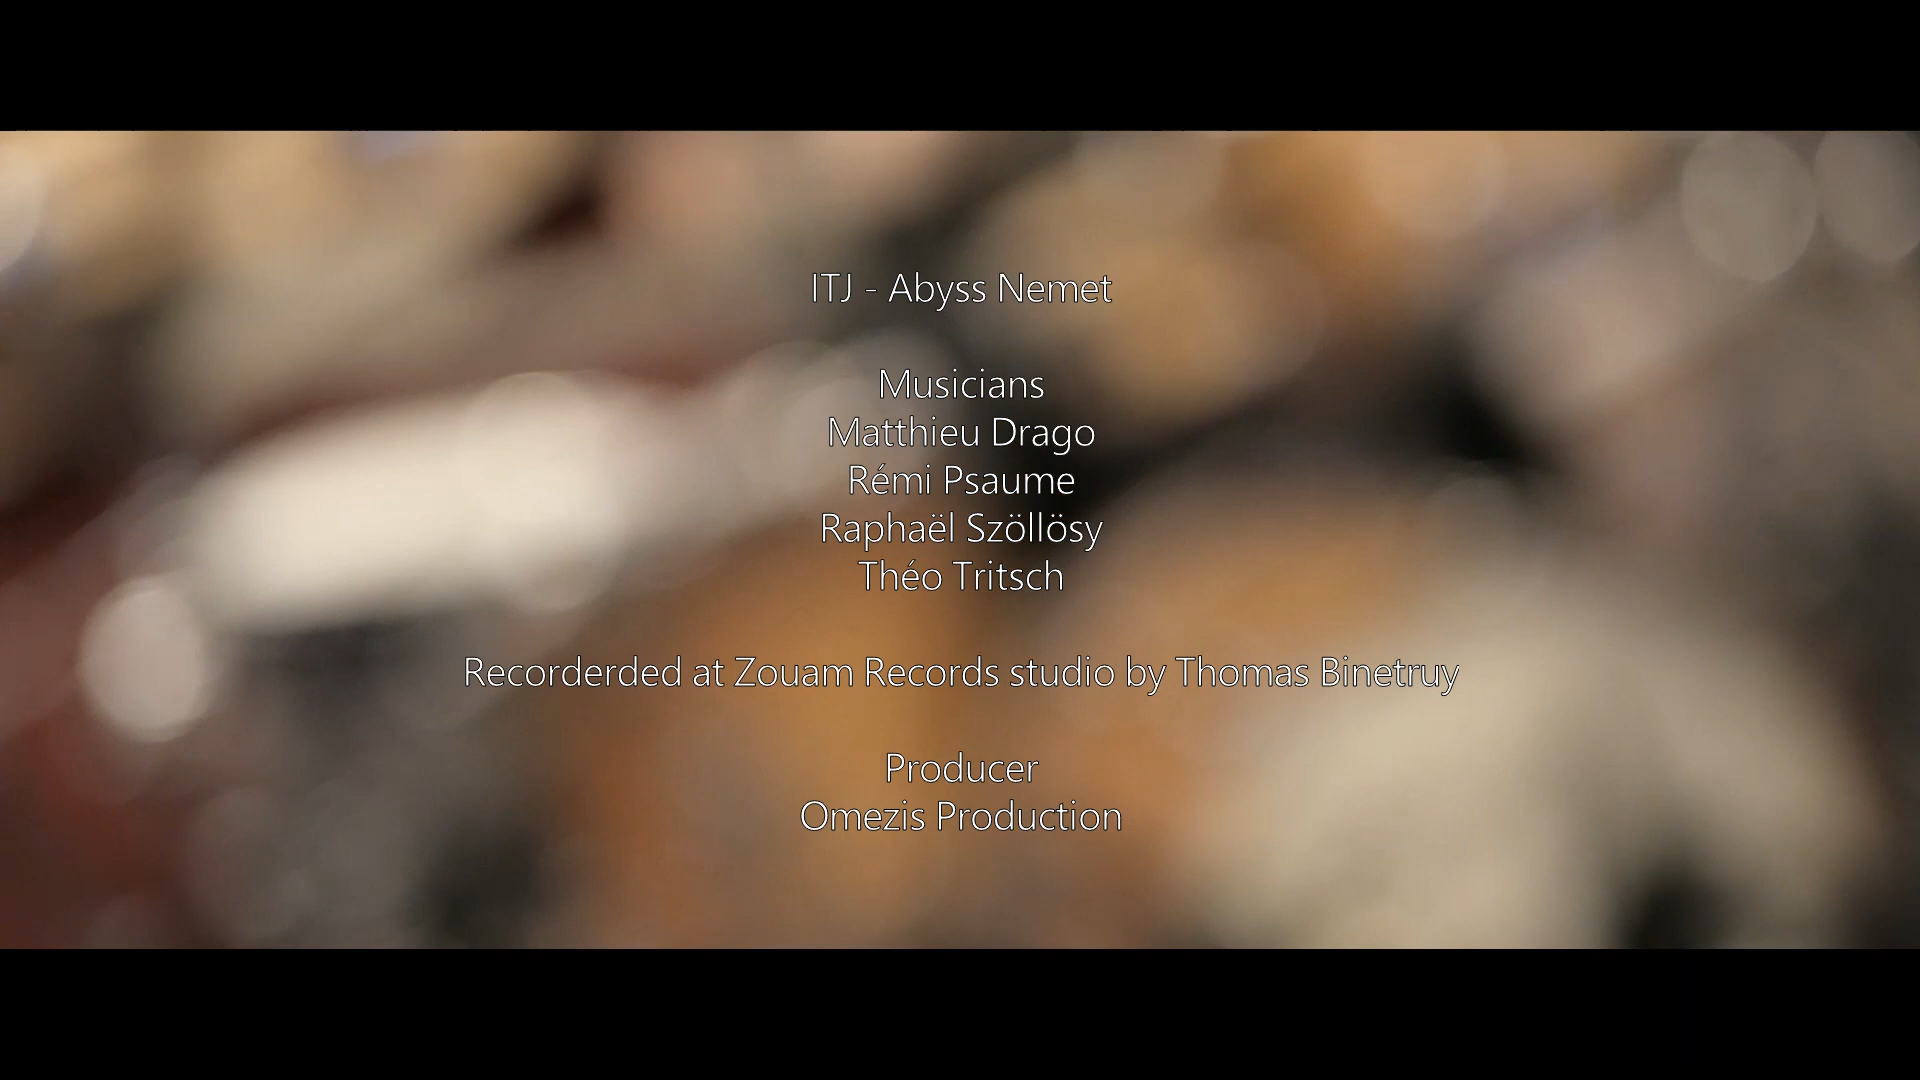 ITJ - Abyss Nemet
Musicians
Matthieu Drago
Rémi Psaume
Raphaël Szöllösy
Théo Tritsch
Recorderded at Zouam Records studio by Thomas Binetruy
Producer
Omezis Production